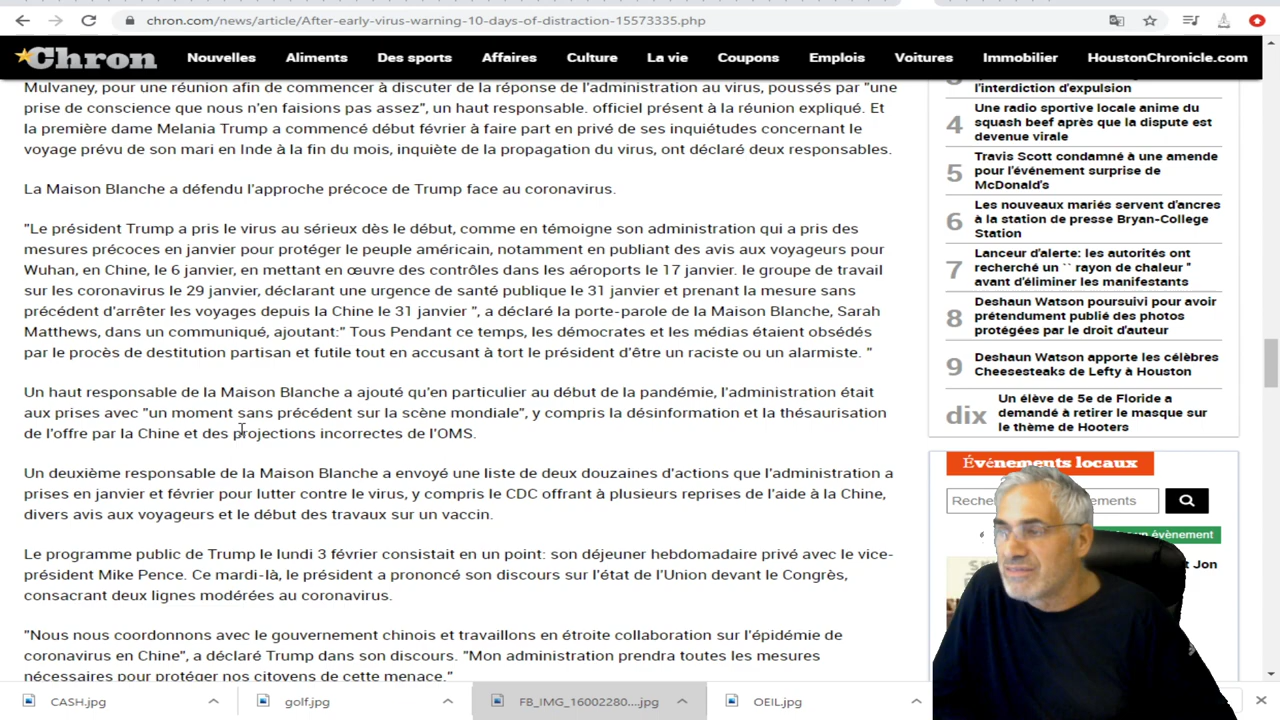 chron.com/news/article/After-early-virus-warning-10-days-of-distraction-15573335.php
Chron Nouvelles Aliments Des sports Affaires Culture La vie Coupons Emplois Voitures Immobilier HoustonChronicle.com
Mulvaney, pour une réunion afin de commencer à discuter de la réponse de l'administration au virus, poussés par "une
prise de conscience que nous n'en faisions pas assez", un haut responsable. officiel présent à la réunion expliqué. Et
la première dame Melania Trump a commencé début février à faire part en privé de ses inquiétudes concernant le
voyage prévu de son mari en Inde à la fin du mois, inquiète de la propagation du virus, ont déclaré deux responsables.
La Maison Blanche a défendu l'approche précoce de Trump face au coronavirus.
"Le président Trump a pris le virus au sérieux dès le début, comme en témoigne son administration qui a pris des
mesures précoces en janvier pour protéger le peuple américain, notamment en publiant des avis aux voyageurs pour
Wuhan, en Chine, le 6 janvier, en mettant en œuvre des contrôles dans les aéroports le 17 janvier. le groupe de travail
sur les coronavirus le 29 janvier, déclarant une urgence de santé publique le 31 janvier et prenant la mesure sans
précédent d'arrêter les voyages depuis la Chine le 31 janvier ", a déclaré la porte-parole de la Maison Blanche, Sarah
Matthews, dans un communiqué, ajoutant:" Tous Pendant ce temps, les démocrates et les médias étaient obsédés
par le procès de destitution partisan et futile tout en accusant à tort le président d'être un raciste ou un alarmiste. "
Un haut responsable de la Maison Blanche a ajouté qu'en particulier au début de la pandémie, l'administration était
aux prises avec "un moment sans précédent sur la scène mondiale", y compris la désinformation et la thésaurisation
de l'offre par la Chine et des projections incorrectes de l'OMS.
Un deuxième responsable de la Maison Blanche a envoyé une liste de deux douzaines d'actions que l'administration a
prises en janvier et février pour lutter contre le virus, y compris le CDC offrant à plusieurs reprises de l'aide à la Chine,
divers avis aux voyageurs et le début des travaux sur un vaccin.
Le programme public de Trump le lundi 3 février consistait en un point: son déjeuner hebdomadaire privé avec le vice-
président Mike Pence. Ce mardi-là, le président a prononcé son discours sur l'état de l'Union devant le Congrès,
consacrant deux lignes modérées au coronavirus.
"Nous nous coordonnons avec le gouvernement chinois et travaillons en étroite collaboration sur l'épidémie de
coronavirus en Chine", a déclaré Trump dans son discours. "Mon administration prendra toutes les mesures
nécessaires pour protéger nos citoyens de cette menace."
l'interdiction d'expulsion
4 Une radio sportive locale anime du
squash beef après que la dispute est
devenue virale
5 Travis Scott condamné à une amende
pour l'événement surprise de
McDonald's
6 Les nouveaux mariés servent d'ancres
à la station de presse Bryan-College
Station
7 Lanceur d'alerte: les autorités ont
recherché un `` rayon de chaleur ''
avant d'éliminer les manifestants
8 Deshaun Watson poursuivi pour avoir
prétendument publié des photos
protégées par le droit d'auteur
9 Deshaun Watson apporte les célèbres
Cheesesteaks de Lefty à Houston
dix Un élève de 5e de Floride a
demandé à retirer le masque sur
le thème de Hooters
Événements locaux
évènement
Jon
CASH.jpg golf.jpg FB_IMG_16002280....jpg OEIL.jpg